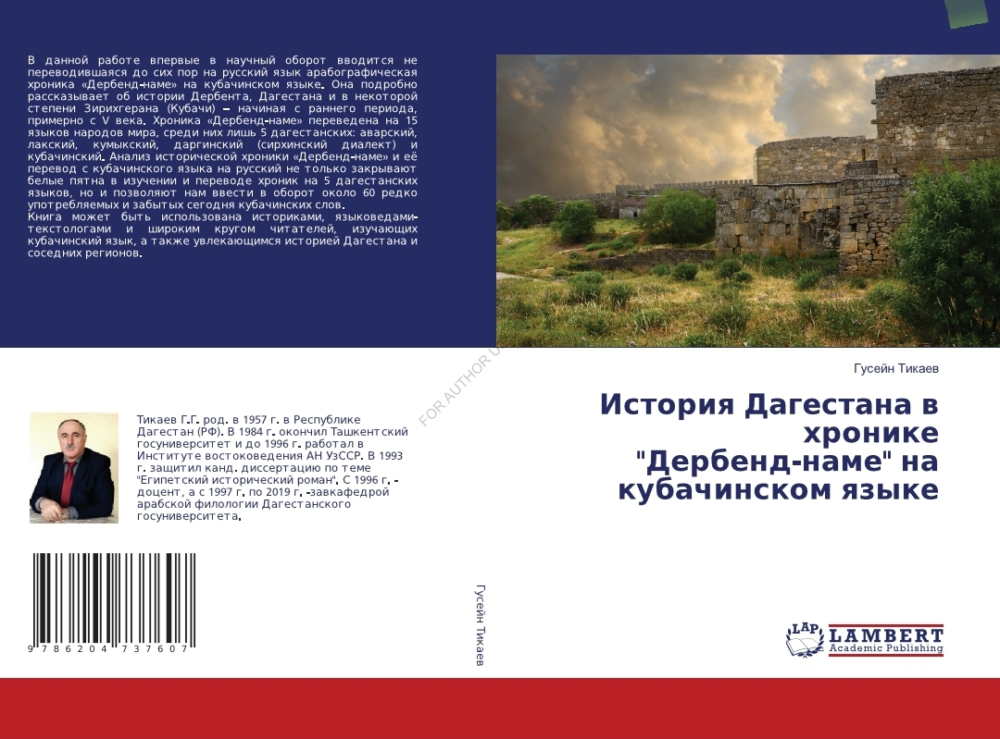 В данной работе впервые в научный оборот вводится не
переводившаяся до сих пор на русский язык арабографическая
хроника «Дербенд-наме» на кубачинском языке. Она подробно
рассказывает об истории Дербента, Дагестана и в некоторой
степени Зирихгерана (Кубачи) – начиная с раннего периода,
примерно с V века. Хроника «Дербенд-наме» переведена на 15
языков народов мира, среди них лишь 5 дагестанских: аварский,
лакский, кумыкский, даргинский (сирхинский диалект) и
кубачинский. Анализ исторической хроники «Дербенд-наме» и её
перевод с кубачинского языка на русский не только закрывают
белые пятна в изучении и переводе хроник на 5 дагестанских
языков, но и позволяют нам ввести в оборот около 60 редко
употребляемых и забытых сегодня кубачинских слов.
Книга может быть использована историками, языковедами-
текстологами и широким кругом читателей, изучающих
кубачинский язык, а также увлекающимся историей Дагестана и
соседних регионов.
Тикаев Г.Г. род. в 1957 г. в Республике
Дагестан (РФ). В 1984 г. окончил Ташкентский
госуниверситет и до 1996 г. работал в
Институте востоковедения АН УзССР. В 1993
г. защитил канд. диссертацию по теме
"Египетский исторический роман". С 1996 г. -
доцент, а с 1997 г. по 2019 г. -завкафедрой
арабской филологии Дагестанского
госуниверситета.
9 786204 737607
FOR AUTHOR U
Гусейн Тикаев
Гусейн Тикаев
История Дагестана в
хронике
"Дербенд-наме" на
кубачинском языке
LAP
LAMBERT
Academic Publishing